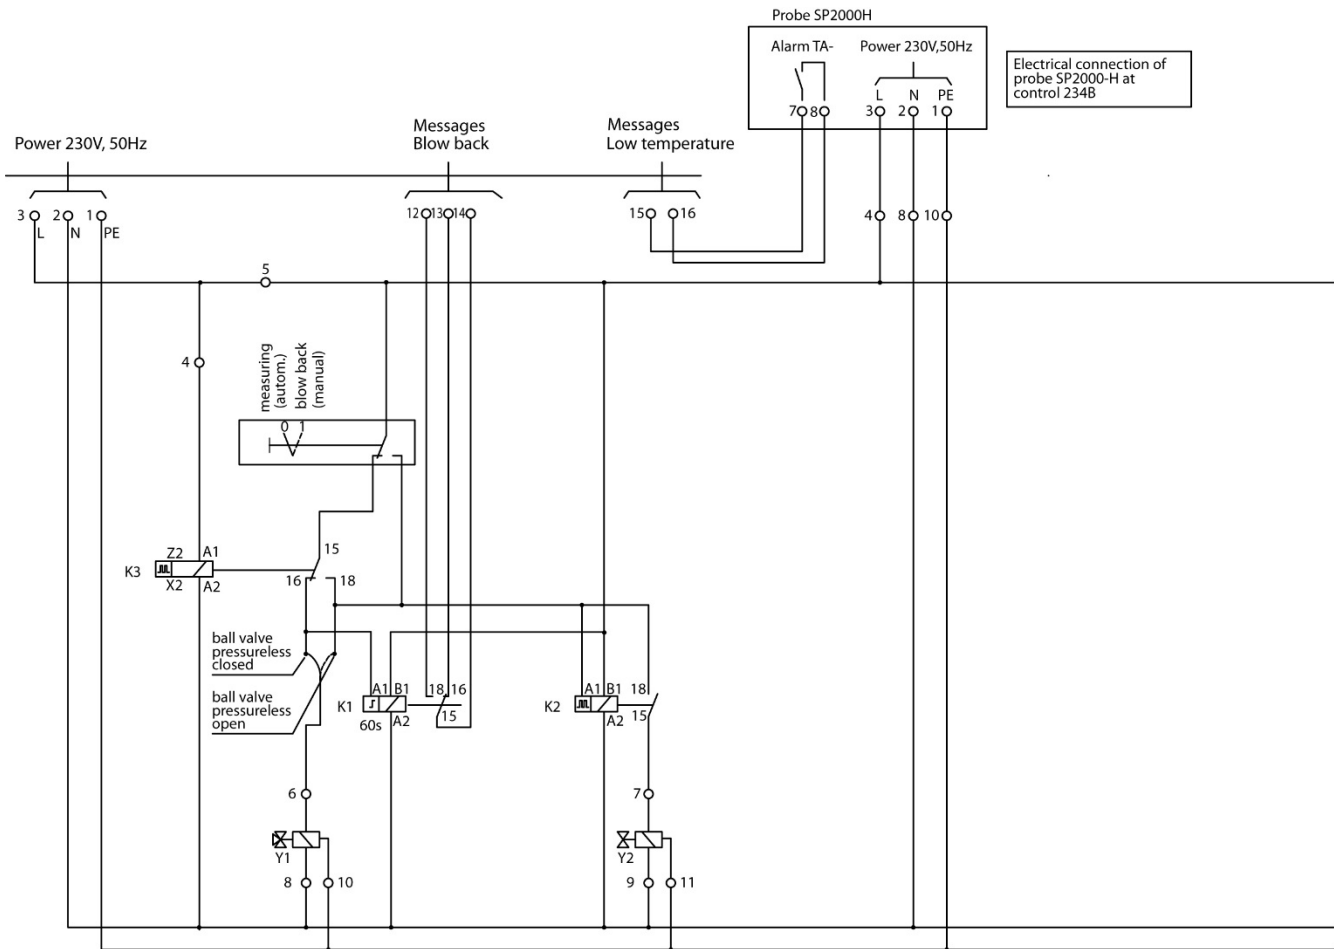 Probe SP2000H
Alarm TA-
Power 230V,50Hz
L N PE
7 8 3 2 1
Electrical connection of
probe SP2000-H at
control 234B
Power 230V, 50Hz
Messages
Blow back
Messages
Low temperature
3 2 1
L N PE
12 13 14
15 16
4 8 10
5
4
measuring
(autom.)
blow back
(manual)
0 1
K3
Z2 A1
X2 A2
15
16 18
ball valve
pressureless
closed
ball valve
pressureless
open
K1
A1 B1
A2
60s
18 16
15
K2
A1 B1
A2
18
15
6
7
Y1
Y2
8 10
9 11